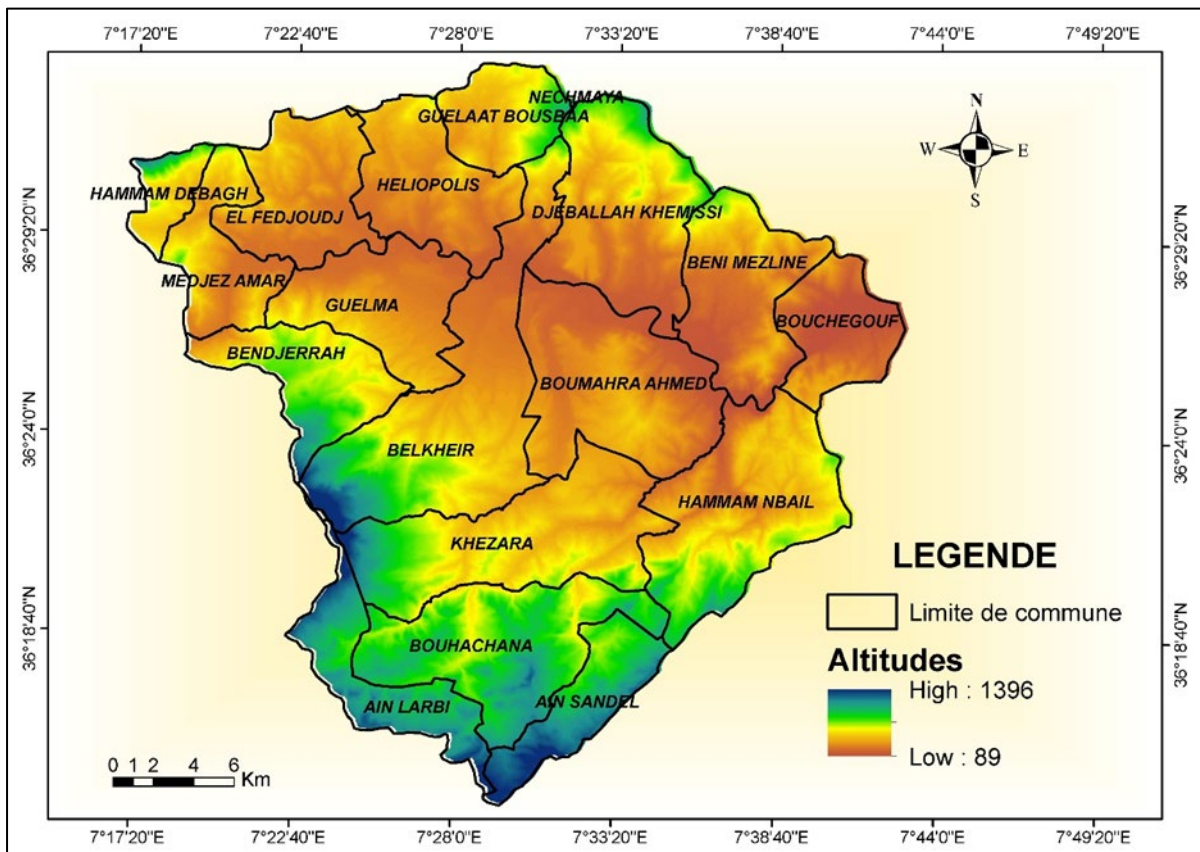 7°17'20"E 7°22'40"E 7°28'0"E 7°33'20"E 7°38'40"E 7°44'0"E 7°49'20"E
NECHMAYA
GUELAAT BOUSBAA
N
W E
S
HAMMAM DEBAGH
HELIOPOLIS
EL FEDJOUDJ
DJEBALLAH KHEMISSI
36°29'20"N
36°29'20"N
BENI MEZLINE
MEDJEZ AMAR
GUELMA
BOUCHEGOUF
BENDJERRAH
BOUMAHRA AHMED
36°24'0"N
36°24'0"N
BELKHEIR
HAMMAM NBAIL
KHEZARA
LEGENDE
Limite de commune
36°18'40"N
36°18'40"N
BOUHACHANA
Altitudes
High : 1396
Low : 89
AIN LARBI
AIN SANDEL
0 1 2 4 6
Km
7°17'20"E 7°22'40"E 7°28'0"E 7°33'20"E 7°38'40"E 7°44'0"E 7°49'20"E